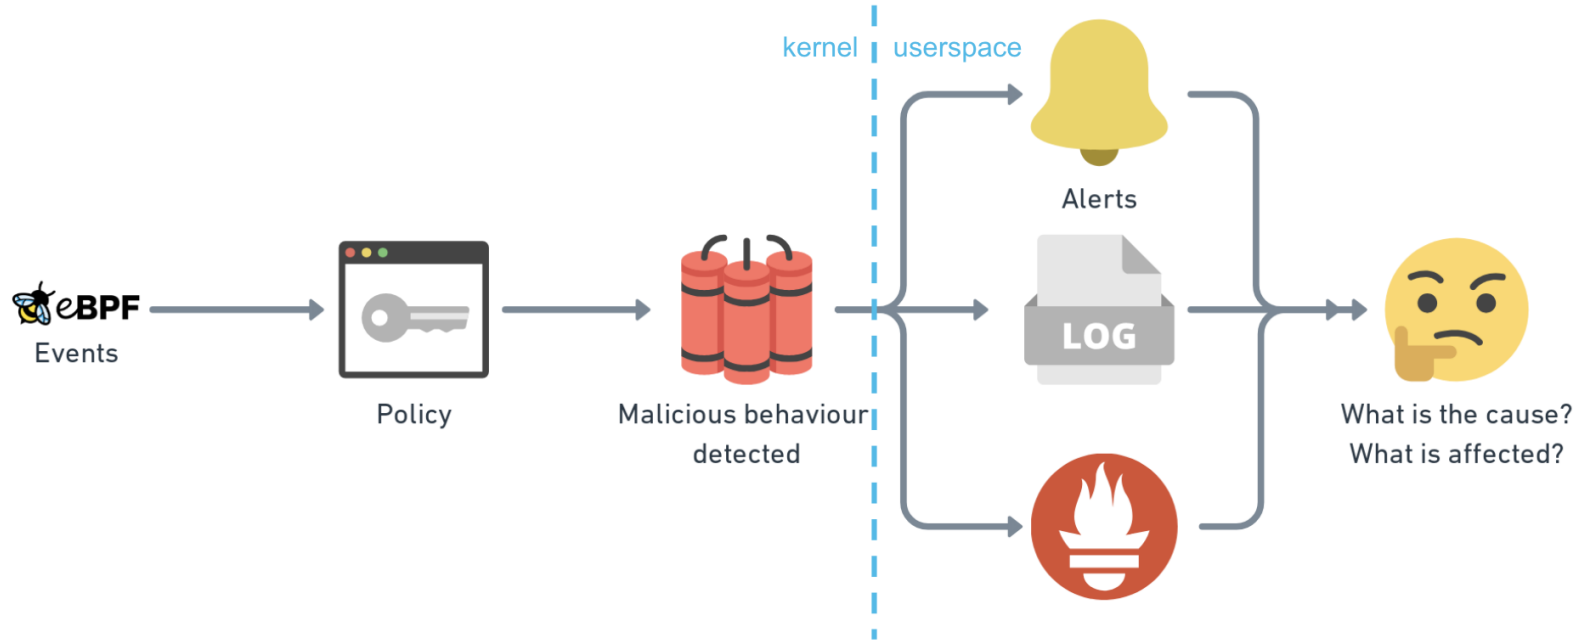 kernel
userspace
Alerts
eBPF
Events
Policy
Malicious behaviour
detected
LOG
What is the cause?
What is affected?